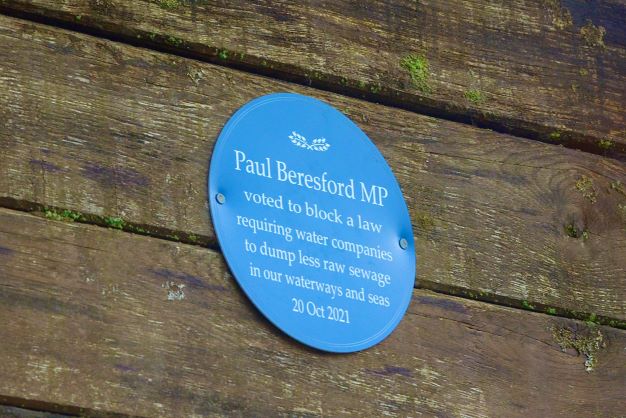 Paul Beresford MP
voted to block a law
requiring water companies
to dump less raw sewage
in our waterways and seas
20 Oct 2021